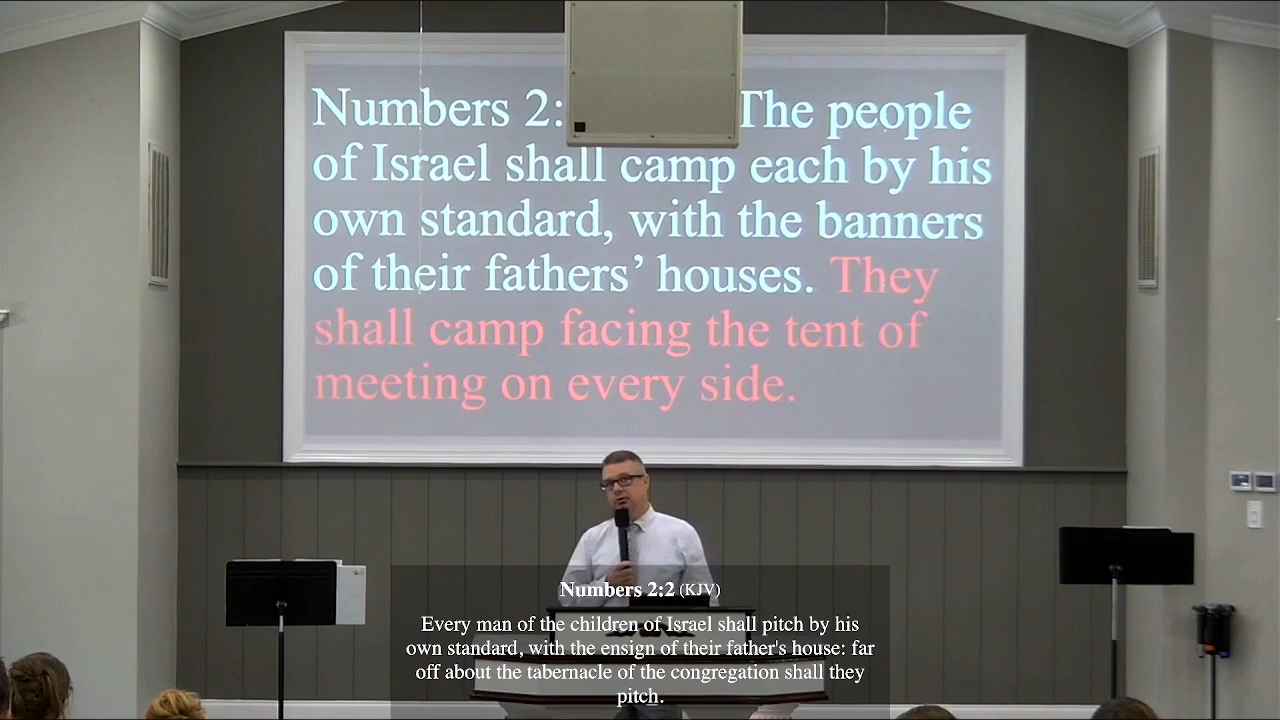 Numbers 2: The people
of Israel shall camp each by his
own standard, with the banners
of their fathers’ houses. They
shall camp facing the tent of
meeting on every side.
Numbers 2:2 (KJV)
Every man of the children of Israel shall pitch by his
own standard, with the ensign of their father's house: far
off about the tabernacle of the congregation shall they
pitch.